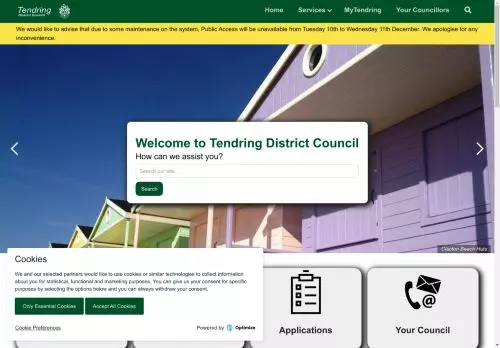 Tendring
District Council
Home
Services
MyTendring
Your Councillors
We would like to advise that due to some maintenance on the system, Public Access will be unavailable from Tuesday 10th to Wednesday 11th December. We apologise for any
inconvenience.
Welcome to Tendring District Council
How can we assist you?
Search our site..
Search
Clacton Beach Huts
Cookies
We and our selected partners would like to use cookies or similar technologies to collect information
about you for statistical, functional and marketing purposes. You can give us your consent for specific
purposes by selecting the options below and you can always withdraw your consent.
Only Essential Cookies
Accept All Cookies
Cookie Preferences
Powered by
Optimize
Applications
Your Council